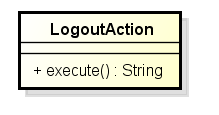 LogoutAction
+ execute() : String